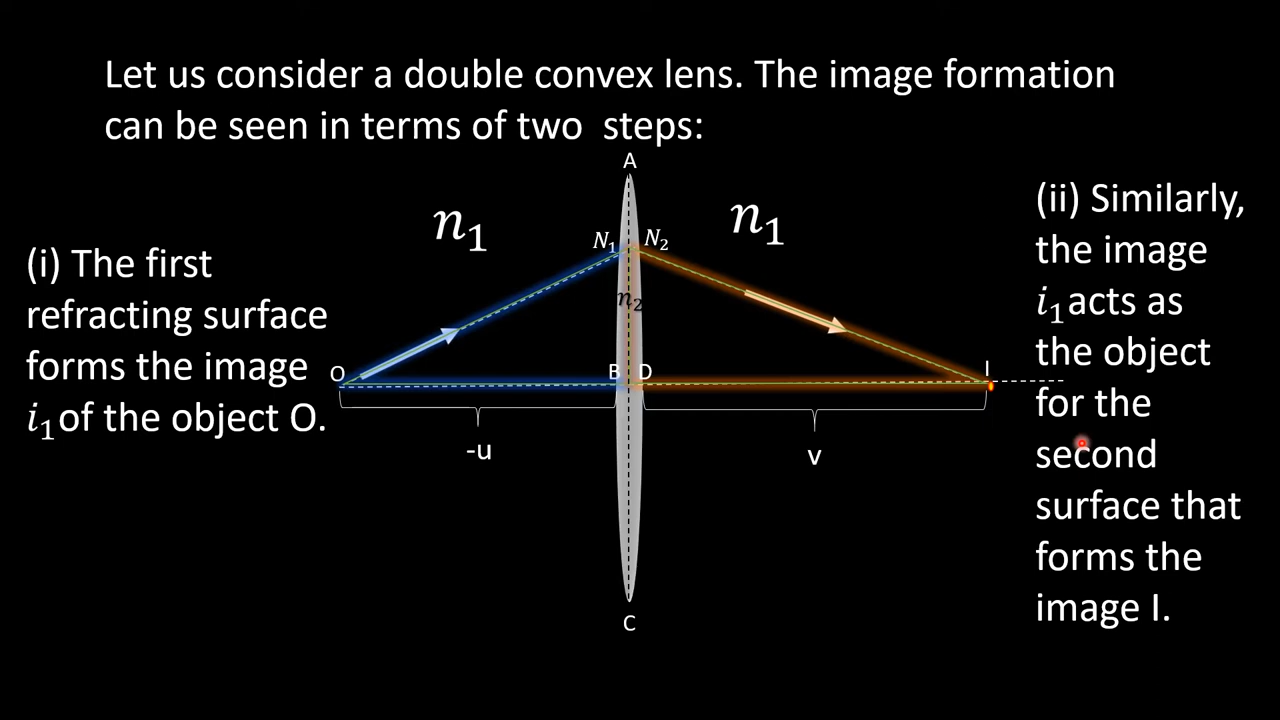 Let us consider a double convex lens. The image formation
can be seen in terms of two steps:
(i) The first
refracting surface
forms the image
i₁ of the object O.
A
n₁
n₁
N₁
N₂
n₂
O
B
D
I
-u
v
C
(ii) Similarly,
the image
i₁ acts as
the object
for the
second
surface that
forms the
image I.